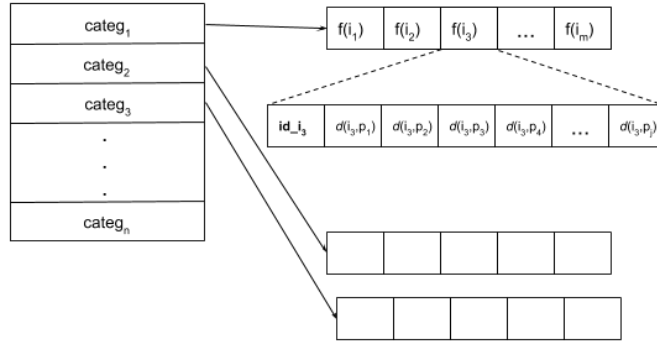 categ₁
categ₂
categ₃
.
.
.
categₙ
f(i₁) f(i₂) f(i₃) ... f(iₘ)
id_i₃ d(i₃,p₁) d(i₃,p₂) d(i₃,p₃) d(i₃,p₄) ... d(i₃,pⱼ)